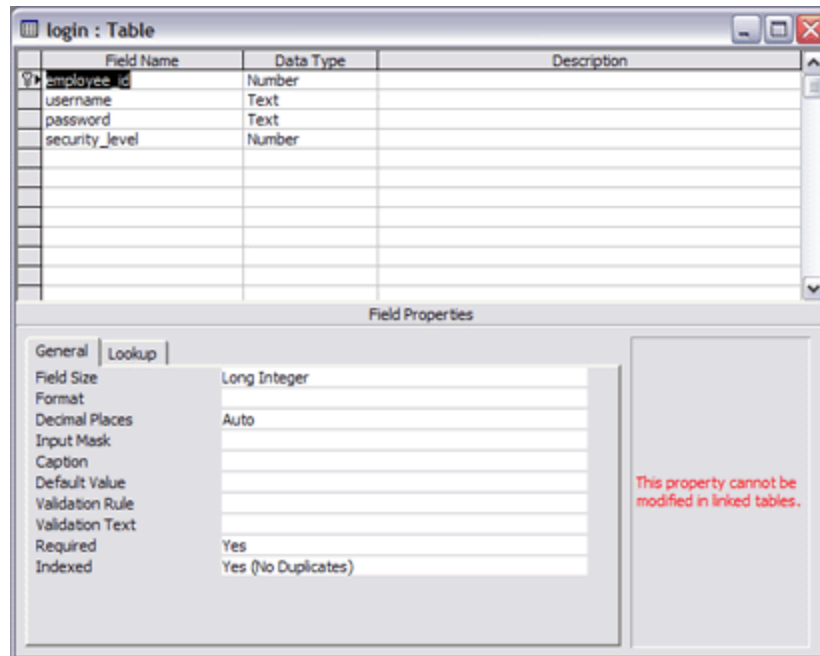 login : Table
Field Name Data Type Description
employee_id Number
username Text
password Text
security_level Number
Field Properties
General Lookup
Field Size Long Integer
Format
Decimal Places Auto
Input Mask
Caption
Default Value
Validation Rule
Validation Text
Required Yes
Indexed Yes (No Duplicates)
This property cannot be
modified in linked tables.